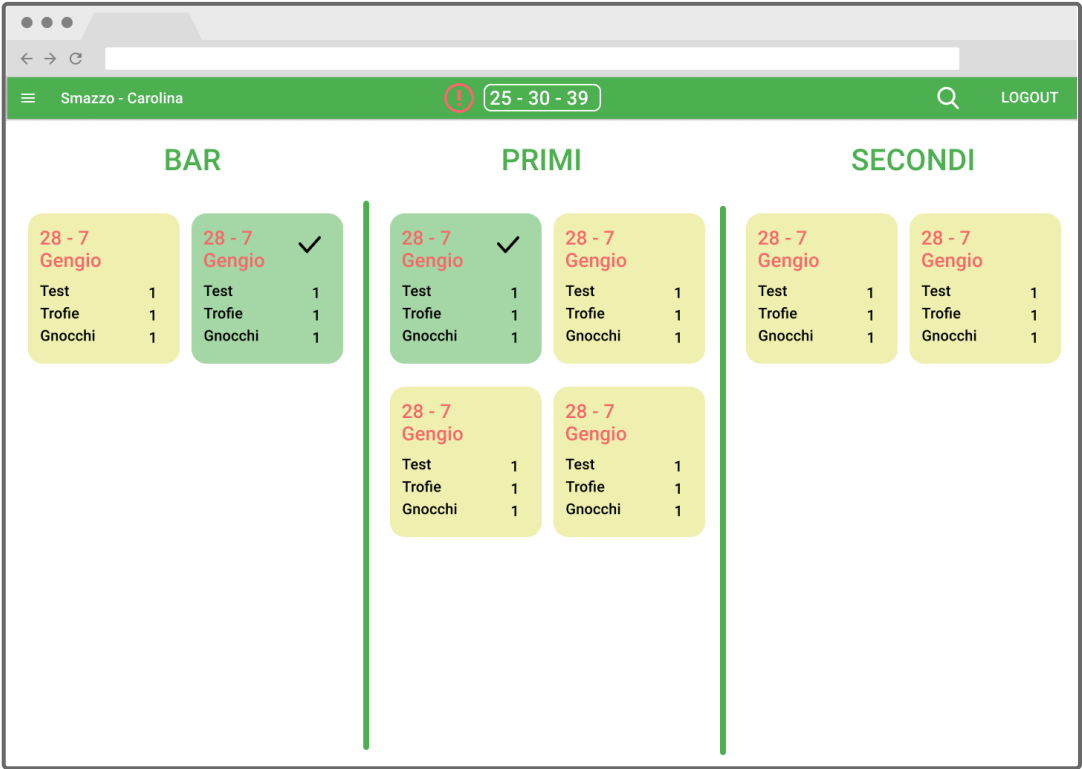 Smazzo - Carolina
! 25 - 30 - 39
LOGOUT
BAR
28 - 7
Gengio
Test 1
Trofie 1
Gnocchi 1
28 - 7
Gengio
Test 1
Trofie 1
Gnocchi 1
PRIMI
28 - 7
Gengio
Test 1
Trofie 1
Gnocchi 1
28 - 7
Gengio
Test 1
Trofie 1
Gnocchi 1
28 - 7
Gengio
Test 1
Trofie 1
Gnocchi 1
28 - 7
Gengio
Test 1
Trofie 1
Gnocchi 1
SECONDI
28 - 7
Gengio
Test 1
Trofie 1
Gnocchi 1
28 - 7
Gengio
Test 1
Trofie 1
Gnocchi 1